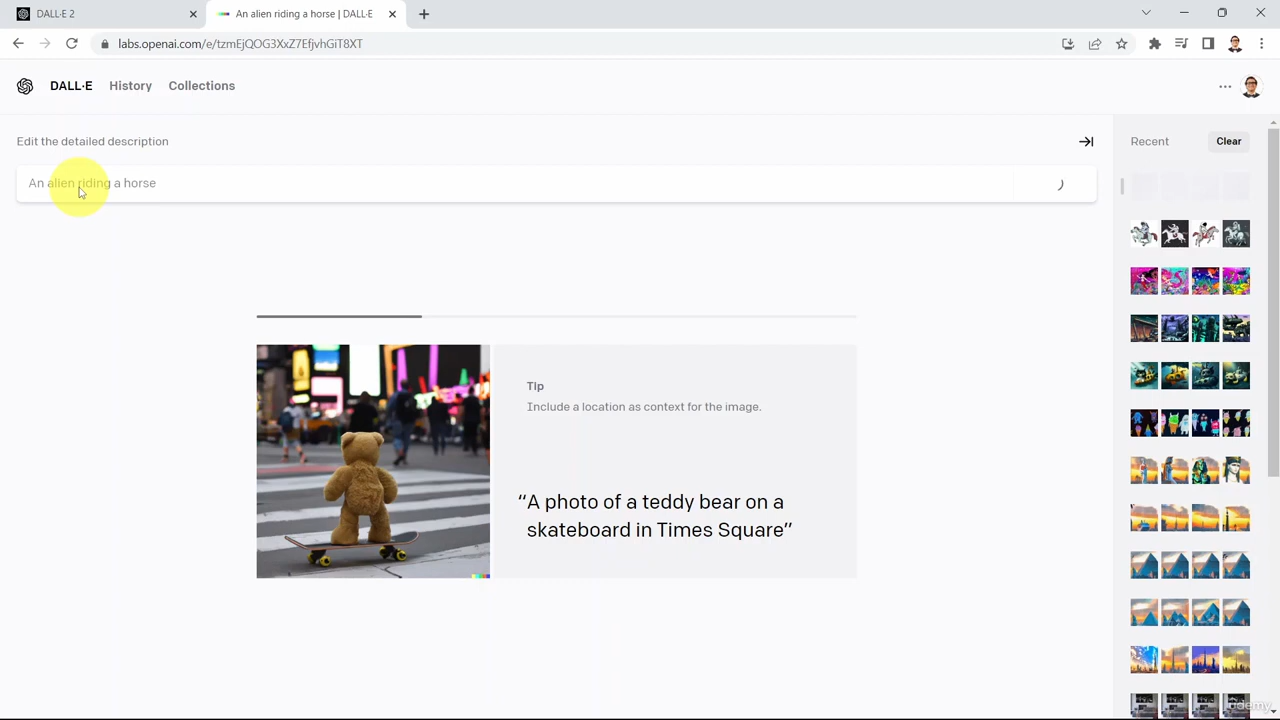 DALL·E 2
An alien riding a horse | DALL·E
labs.openai.com/e/tzmEjQOG3XxZ7EfjvhGiT8XT
DALL·E
History
Collections
Edit the detailed description
Recent
Clear
An alien riding a horse
Tip
Include a location as context for the image.
“A photo of a teddy bear on a
skateboard in Times Square”
udemy